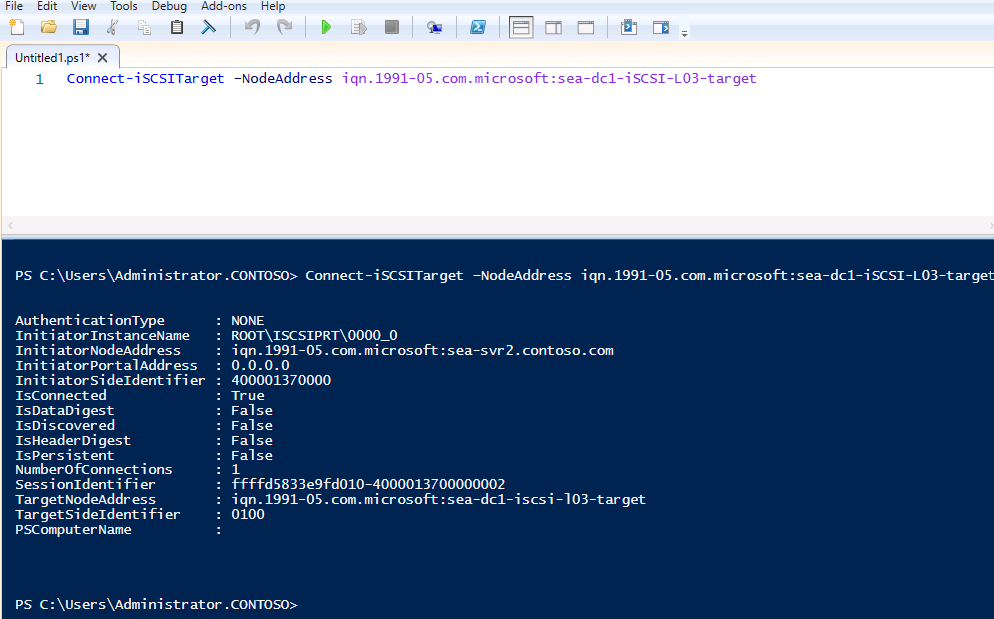 File Edit View Tools Debug Add-ons Help
Untitled1.ps1* X
1 Connect-iSCSITarget –NodeAddress iqn.1991-05.com.microsoft:sea-dc1-iSCSI-L03-target
PS C:\Users\Administrator.CONTOSO> Connect-iSCSITarget –NodeAddress iqn.1991-05.com.microsoft:sea-dc1-iSCSI-L03-target
AuthenticationType : NONE
InitiatorInstanceName : ROOT\ISCSIPRT\0000_0
InitiatorNodeAddress : iqn.1991-05.com.microsoft:sea-svr2.contoso.com
InitiatorPortalAddress : 0.0.0.0
InitiatorSideIdentifier : 400001370000
IsConnected : True
IsDataDigest : False
IsDiscovered : False
IsHeaderDigest : False
IsPersistent : False
NumberOfConnections : 1
SessionIdentifier : ffffd5833e9fd010-4000013700000002
TargetNodeAddress : iqn.1991-05.com.microsoft:sea-dc1-iscsi-l03-target
TargetSideIdentifier : 0100
PSComputerName :
PS C:\Users\Administrator.CONTOSO>